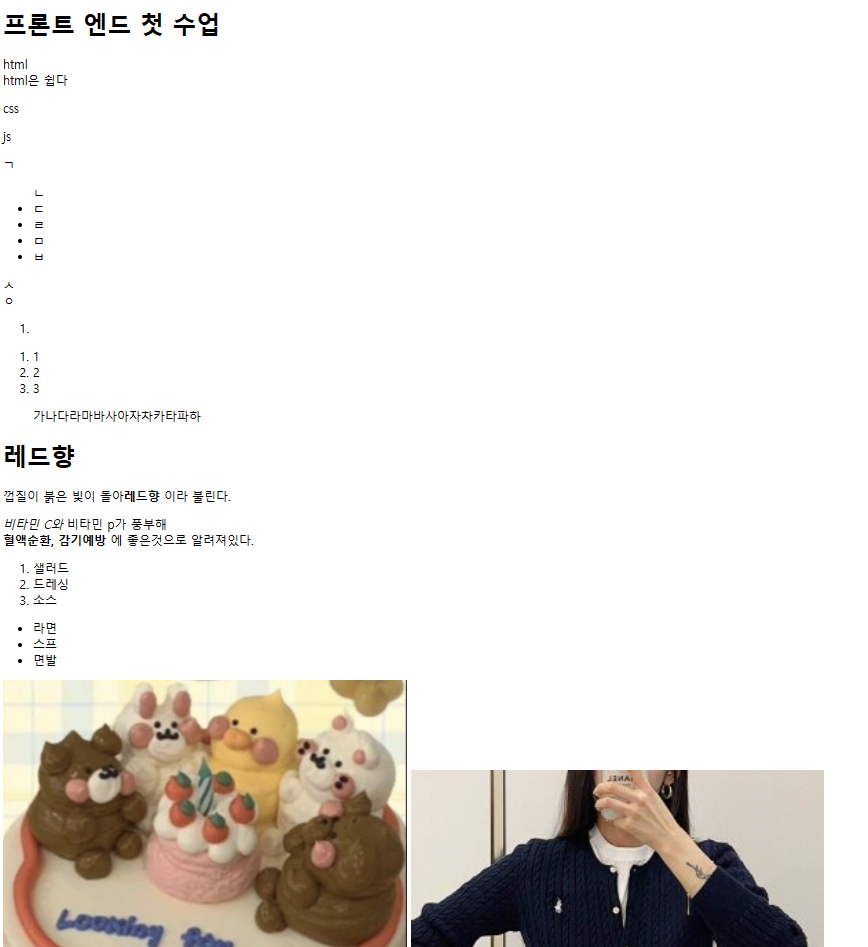 프론트 엔드 첫 수업
html
html은 쉽다
css
js
ㄱ
ㄴ
• ㄷ
• ㄹ
• ㅁ
• ㅂ
ㅅ
ㅇ
1.
1. 1
2. 2
3. 3
가나다라마바사아자차카타파하
레드향
껍질이 붉은 빛이 돌아레드향 이라 불린다.
비타민 C와 비타민 p가 풍부해
혈액순환, 감기예방 에 좋은것으로 알려져있다.
1. 샐러드
2. 드레싱
3. 소스
• 라면
• 스프
• 면발